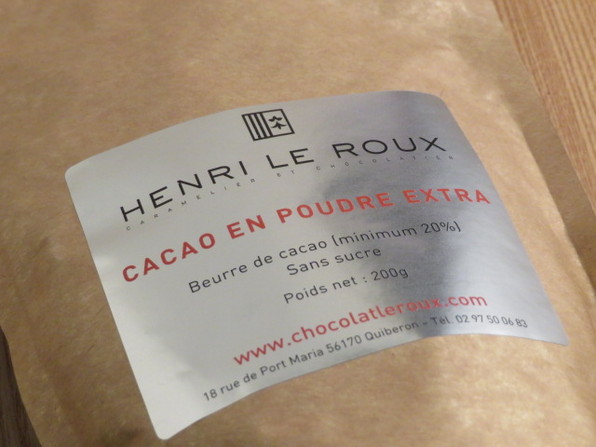 HENRI LE ROUX
CARAMELIER ET CHOCOLATIER
CACAO EN POUDRE EXTRA
Beurre de cacao (minimum 20%)
Sans sucre
Poids net : 200g
www.chocolatleroux.com
18 rue de Port Maria 56170 Quiberon - Tél. 02 97 50 06 83